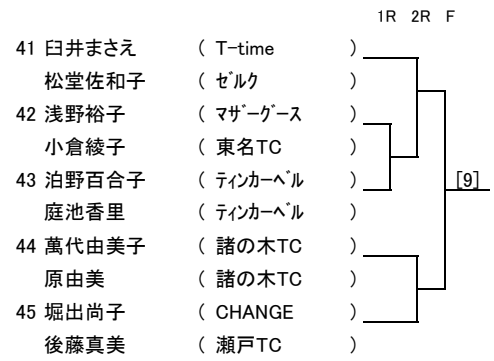 1R 2R F
41 臼井まさえ ( T-time )
松堂佐和子 ( ｾﾞﾙｸ )
42 浅野裕子 ( ﾏｻﾞｰｸﾞｰｽ )
小倉綾子 ( 東名TC )
43 泊野百合子 ( ﾃｨﾝｶｰﾍﾞﾙ ) [9]
庭池香里 ( ﾃｨﾝｶｰﾍﾞﾙ )
44 萬代由美子 ( 諸の木TC )
原由美 ( 諸の木TC )
45 堀出尚子 ( CHANGE )
後藤真美 ( 瀬戸TC )